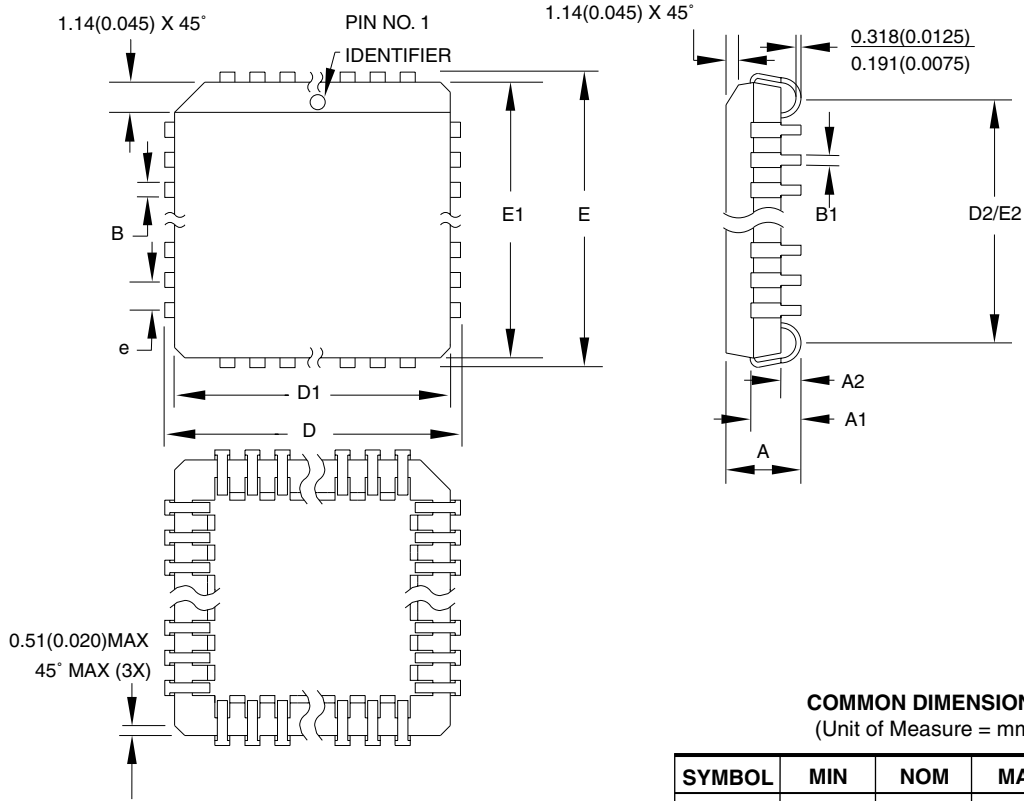 1.14(0.045) X 45˚
PIN NO. 1
IDENTIFIER
1.14(0.045) X 45˚
0.318(0.0125)
0.191(0.0075)
E1
E
B
e
B1
D2/E2
D1
D
A2
A1
A
0.51(0.020)MAX
45˚ MAX (3X)
COMMON DIMENSION
(Unit of Measure = mm
SYMBOL MIN NOM MA